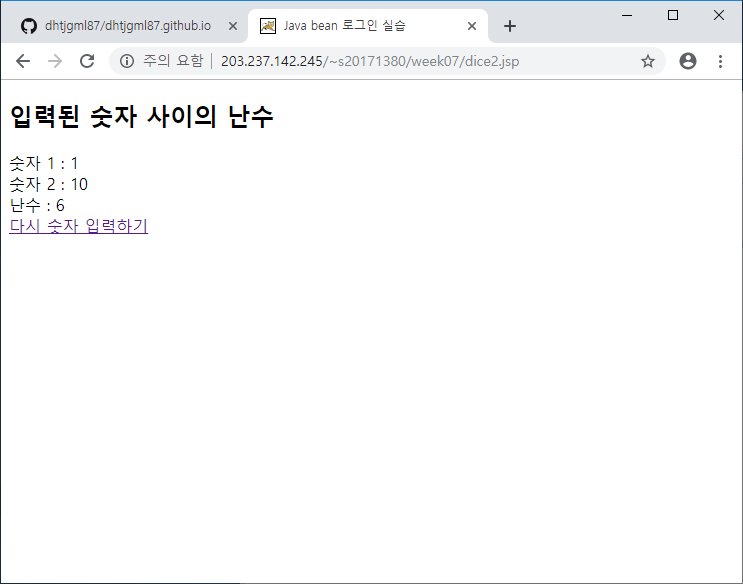 dhtjgml87/dhtjgml87.github.io
Java bean 로그인 실습
주의 요함 | 203.237.142.245/~s20171380/week07/dice2.jsp
입력된 숫자 사이의 난수
숫자 1 : 1
숫자 2 : 10
난수 : 6
다시 숫자 입력하기